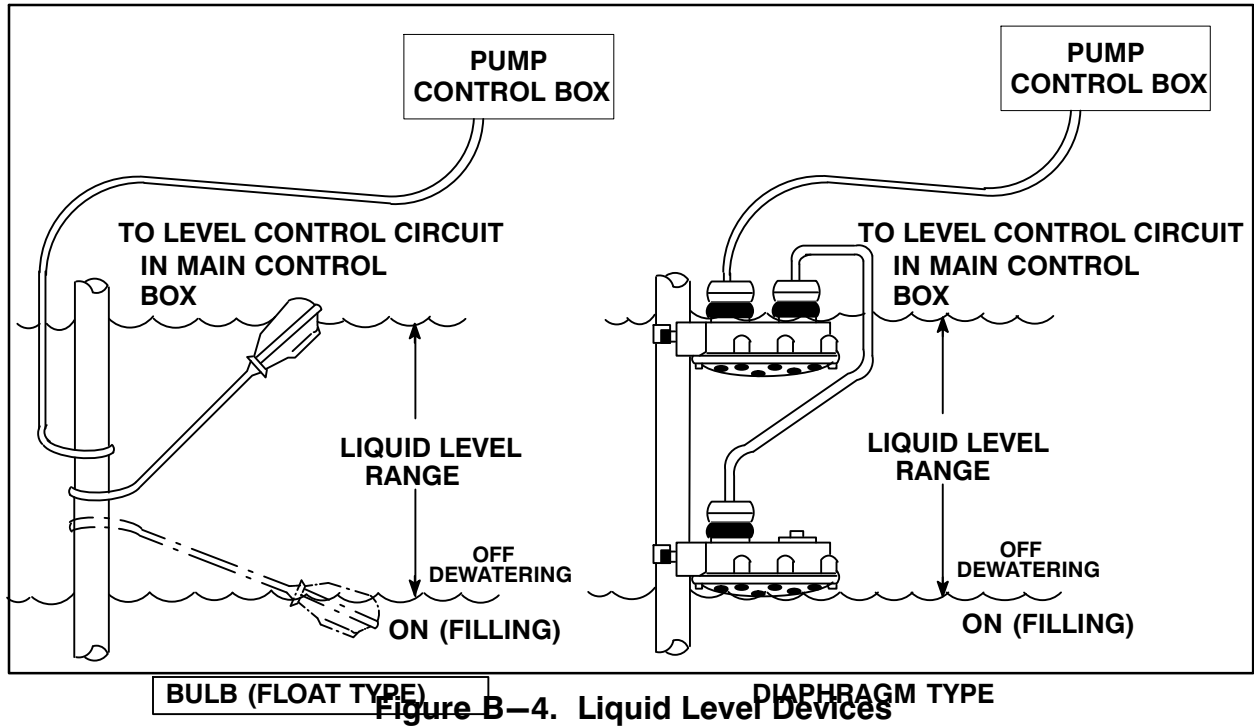 PUMP
CONTROL BOX
TO LEVEL CONTROL CIRCUIT
IN MAIN CONTROL
BOX
LIQUID LEVEL
RANGE
OFF
DEWATERING
ON (FILLING)
BULB (FLOAT TYPE)
PUMP
CONTROL BOX
TO LEVEL CONTROL CIRCUIT
IN MAIN CONTROL
BOX
LIQUID LEVEL
RANGE
OFF
DEWATERING
ON (FILLING)
DIAPHRAGM TYPE
Figure B—4. Liquid Level Devices